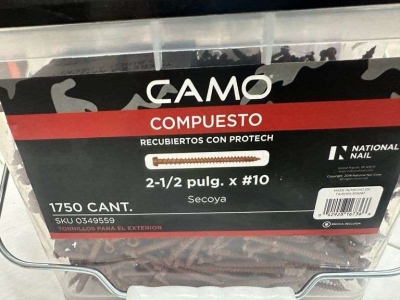 CAMO
COMPUESTO
RECUBIERTOS CON PROTECH
NATIONAL
NAIL
2-1/2 pulg. x #10
Secoya
1750 CANT.
SKU 0349559
TORNILLOS PARA EL EXTERIOR